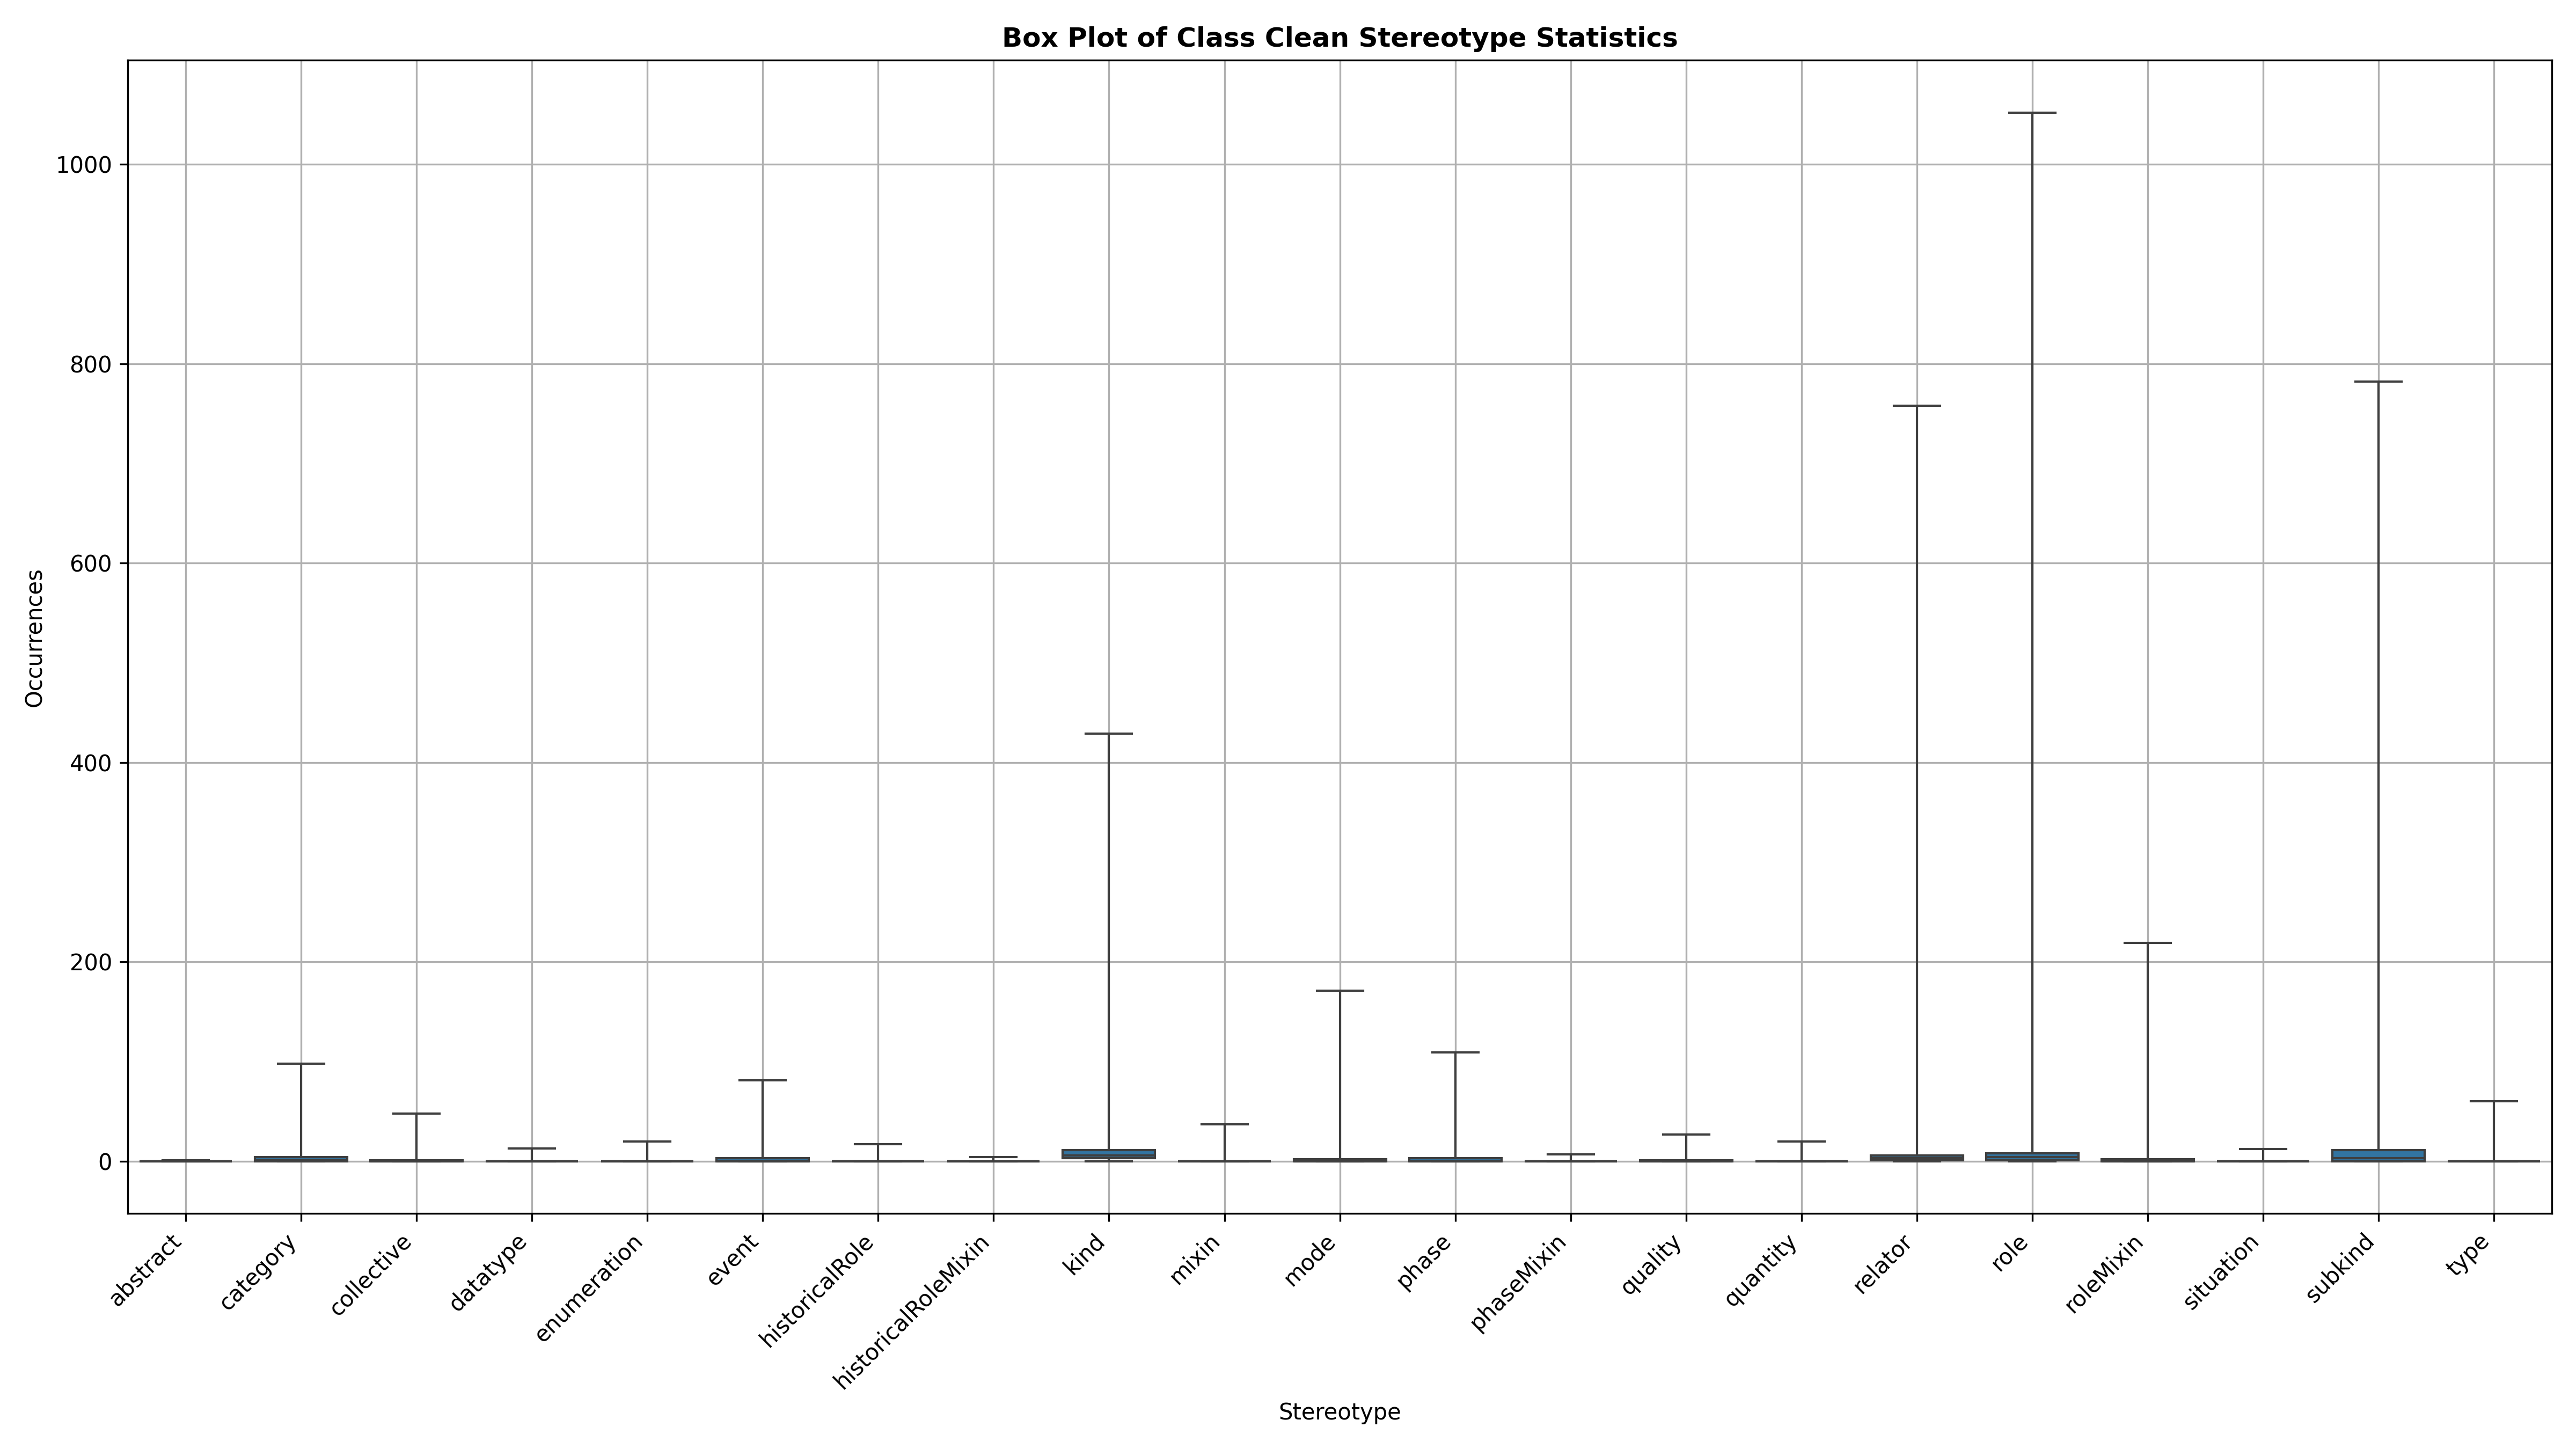 Box Plot of Class Clean Stereotype Statistics
Occurrences
1000
800
600
400
200
0
abstract
category
collective
datatype
enumeration
event
historicalRole
historicalRoleMixin
kind
mixin
mode
phase
phaseMixin
quality
quantity
relator
role
roleMixin
situation
subkind
type
Stereotype